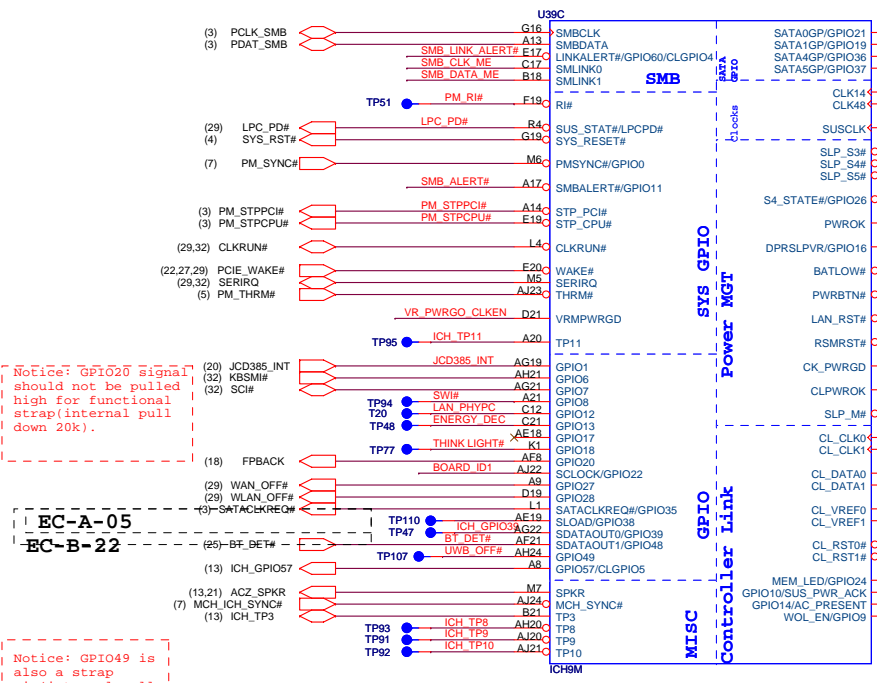 U39C
(3) PCLK_SMB G16 SMBCLK SATA0GP/GPIO21
(3) PDAT_SMB A13 SMBDATA SATA1GP/GPIO19
SMB_LINK_ALERT# E17 LINKALERT#/GPIO60/CLGPIO4 SATA4GP/GPIO36
SMB_CLK_ME C17 SMLINK0 SATA5GP/GPIO37
SMB_DATA_ME B18 SMLINK1
SMB
SATA
GPIO
CLK14
TP51 PM_RI# F19 RI# CLK48
Clocks
(29) LPC_PD# LPC_PD# R4 SUS_STAT#/LPCPD# SUSCLK
(4) SYS_RST# G19 SYS_RESET#
SLP_S3#
(7) PM_SYNC# M6 PMSYNC#/GPIO0 SLP_S4#
SLP_S5#
SMB_ALERT# A17 SMBALERT#/GPIO11
S4_STATE#/GPIO26
(3) PM_STPPCI# PM_STPPCI# A14 STP_PCI#
(3) PM_STPCPU# PM_STPCPU# E19 STP_CPU# PWROK
(29,32) CLKRUN# L4 CLKRUN# DPRSLPVR/GPIO16
(22,27,29) PCIE_WAKE# E20 WAKE# BATLOW#
(29,32) SERIRQ M5 SERIRQ
(5) PM_THRM# AJ23 THRM# PWRBTN#
SYS GPIO
Power MGT
VR_PWRGO_CLKEN D21 VRMPWRGD LAN_RST#
TP95 ICH_TP11 A20 TP11 RSMRST#
(20) JCD385_INT JCD385_INT AG19 GPIO1 CK_PWRGD
(32) KBSMI# AH21 GPIO6
(32) SCI# AG21 GPIO7 CLPWROK
TP94 SWI# A21 GPIO8
T20 LAN_PHYPC C12 GPIO12 SLP_M#
TP48 ENERGY_DEC C21 GPIO13
AE18 GPIO17 CL_CLK0
TP77 THINK LIGHT# K1 GPIO18 CL_CLK1
Notice: GPIO20 signal
should not be pulled
high for functional
strap(internal pull
down 20k).
(18) FPBACK AF8 GPIO20
BOARD_ID1 AJ22 SCLOCK/GPIO22 CL_DATA0
(29) WAN_OFF# A9 GPIO27 CL_DATA1
(29) WLAN_OFF# D19 GPIO28
(3) SATACLKREQ# L1 SATACLKREQ#/GPIO35 CL_VREF0
EC-A-05
TP110 AE19 SLOAD/GPIO38 CL_VREF1
TP47 ICH_GPIO39 AG22 SDATAOUT0/GPIO39
EC-B-22
(25) BT_DET# BT_DET# AF21 SDATAOUT1/GPIO48 CL_RST0#
TP107 UWB_OFF# AH24 GPIO49 CL_RST1#
(13) ICH_GPIO57 A8 GPIO57/CLGPIO5
GPIO
Controller Link
MEM_LED/GPIO24
(13,21) ACZ_SPKR M7 SPKR GPIO10/SUS_PWR_ACK
(7) MCH_ICH_SYNC# AJ24 MCH_SYNC# GPIO14/AC_PRESENT
(13) ICH_TP3 B21 TP3 WOL_EN/GPIO9
TP93 ICH_TP8 AH20 TP8
TP91 ICH_TP9 AJ20 TP9
TP92 ICH_TP10 AJ21 TP10
MISC
ICH9M
Notice: GPIO49 is
also a strap